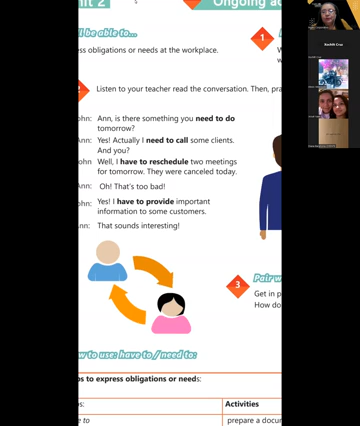 nit 2
s
Ongoing ac
ll be able to...
ess obligations or needs at the workplace.
1
W
w
2
Listen to your teacher read the conversation. Then, pra
ohn: Ann, is there something you need to do
tomorrow?
Ann: Yes! Actually I need to call some clients.
And you?
ohn Well, I have to reschedule two meetings
for tomorrow. They were canceled today.
Ann: Oh! That's too bad!
ohn: Yes! I have to provide important
information to some customers.
nn: That sounds interesting!
3
Pair w
Get in p
How do
w to use: have to / need to:
ps to express obligations or needs:
s:
Activities
e to
prepare a docu